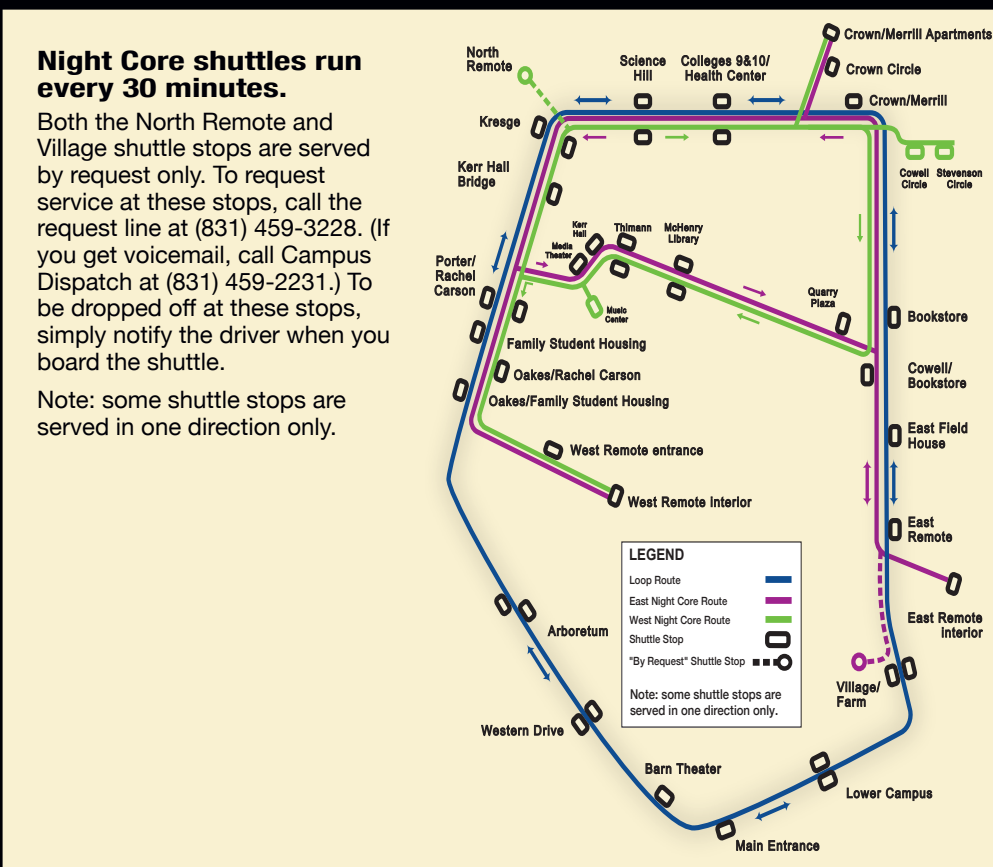 Night Core shuttles run
every 30 minutes.
Both the North Remote and
Village shuttle stops are served
by request only. To request
service at these stops, call the
request line at (831) 459-3228. (If
you get voicemail, call Campus
Dispatch at (831) 459-2231.) To
be dropped off at these stops,
simply notify the driver when you
board the shuttle.
Note: some shuttle stops are
served in one direction only.
North
Remote
Science
Hill
Colleges 9&10/
Health Center
Crown/Merrill Apartments
Crown Circle
Crown/Merrill
Kresge
Kerr Hall
Bridge
Cowell
Circle
Stevenson
Circle
Kerr
Hall
Media
Theater
Thimann
McHenry
Library
Porter/
Rachel
Carson
Music
Center
Quarry
Plaza
Bookstore
Family Student Housing
Oakes/Rachel Carson
Oakes/Family Student Housing
Cowell/
Bookstore
East Field
House
West Remote entrance
West Remote interior
East
Remote
East Remote
interior
LEGEND
Loop Route
East Night Core Route
West Night Core Route
Shuttle Stop
"By Request" Shuttle Stop
Note: some shuttle stops are
served in one direction only.
Arboretum
Village/
Farm
Western Drive
Barn Theater
Lower Campus
Main Entrance